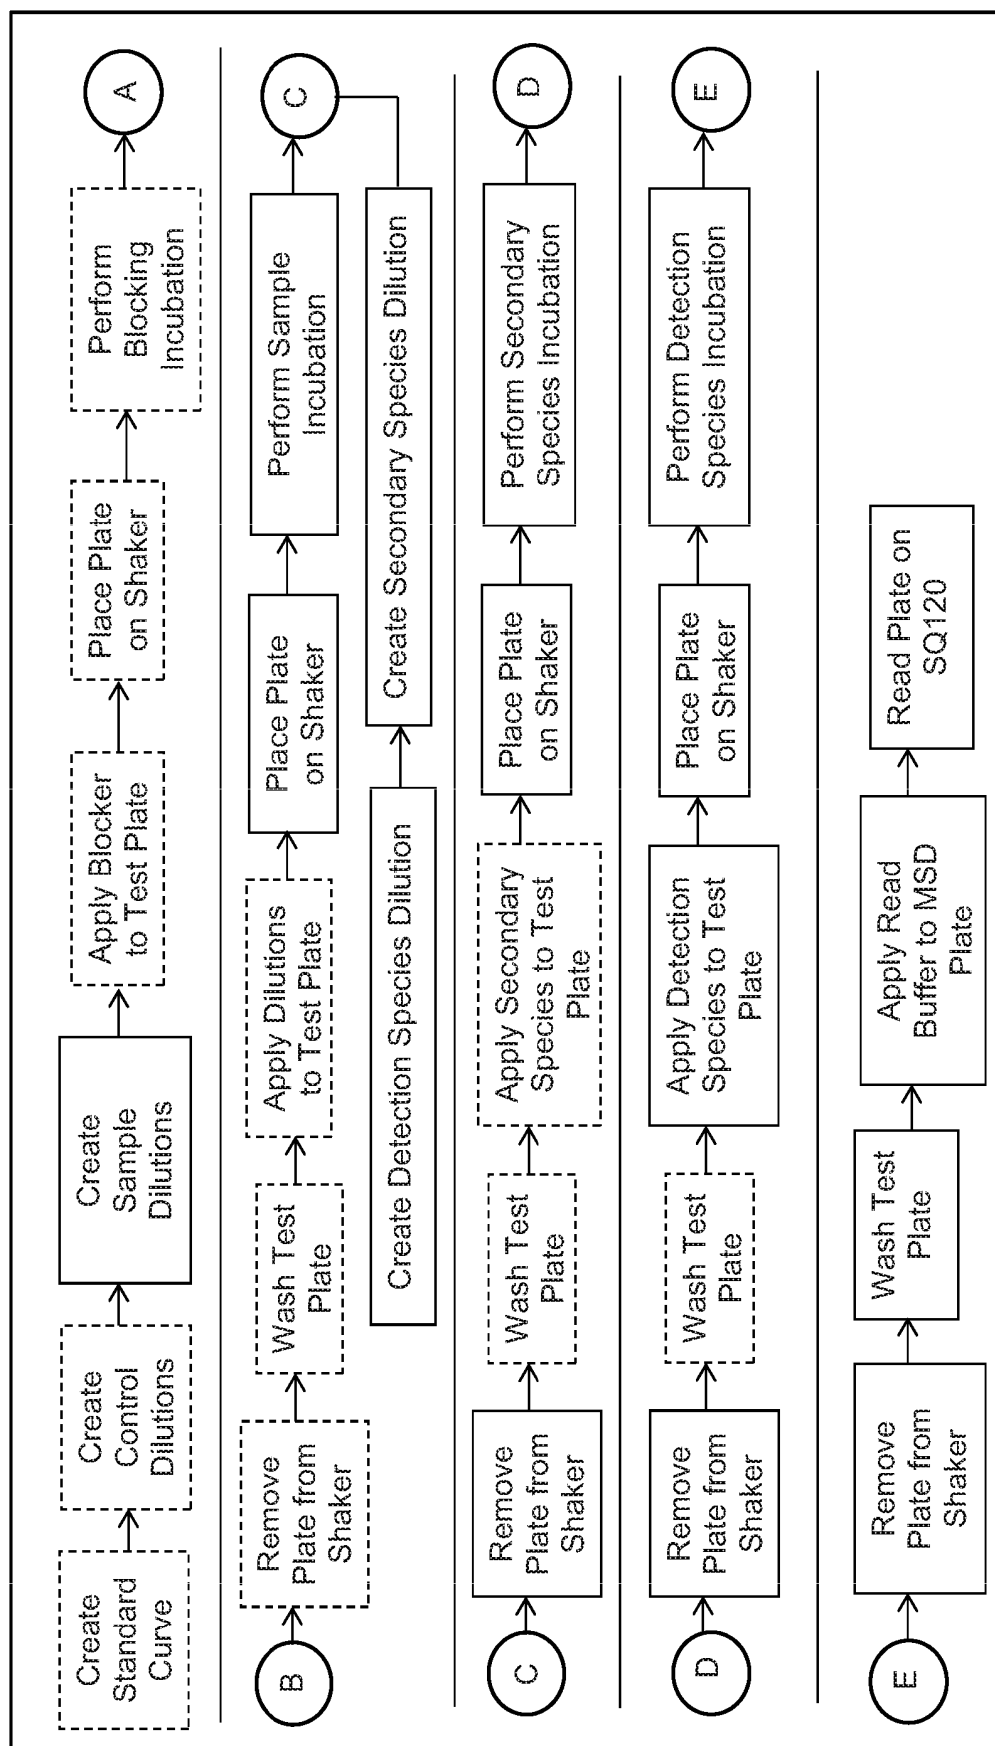 Create
Standard
Curve
Create
Control
Dilutions
Create
Sample
Dilutions
Apply Blocker
to Test Plate
Place Plate
on Shaker
Perform
Blocking
Incubation
A
B
Remove
Plate from
Shaker
Wash Test
Plate
Apply Dilutions
to Test Plate
Place Plate
on Shaker
Perform Sample
Incubation
C
Create Detection Species Dilution
Create Secondary Species Dilution
C
Remove
Plate from
Shaker
Wash Test
Plate
Apply Secondary
Species to Test
Plate
Place Plate
on Shaker
Perform Secondary
Species Incubation
D
D
Remove
Plate from
Shaker
Wash Test
Plate
Apply Detection
Species to Test
Plate
Place Plate
on Shaker
Perform Detection
Species Incubation
E
E
Remove
Plate from
Shaker
Wash Test
Plate
Apply Read
Buffer to MSD
Plate
Read Plate on
SQ120